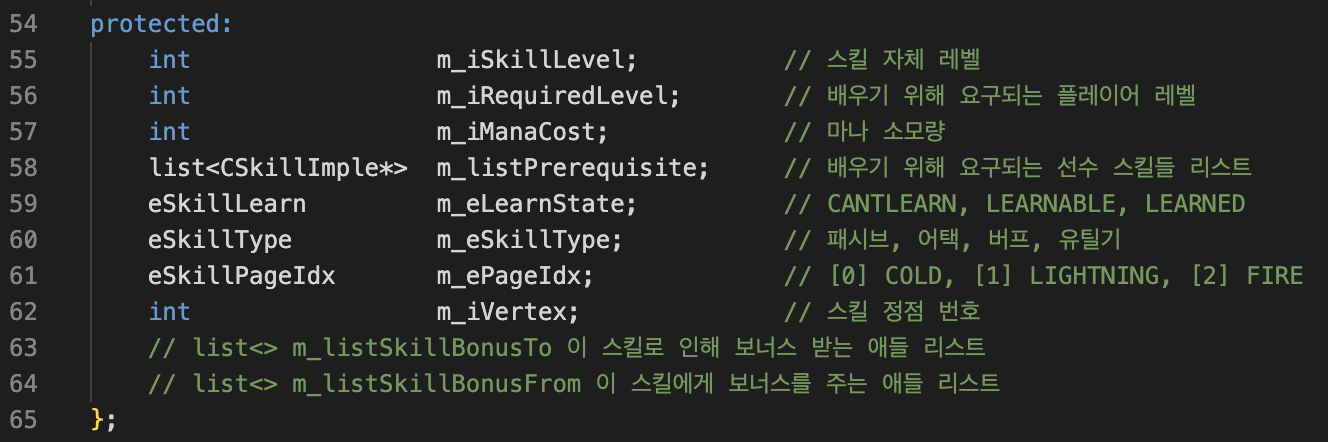 54 protected:
55 int m_iSkillLevel; // 스킬 자체 레벨
56 int m_iRequiredLevel; // 배우기 위해 요구되는 플레이어 레벨
57 int m_iManaCost; // 마나 소모량
58 list<CSkillImple*> m_listPrerequisite; // 배우기 위해 요구되는 선수 스킬들 리스트
59 eSkillLearn m_eLearnState; // CANTLEARN, LEARNABLE, LEARNED
60 eSkillType m_eSkillType; // 패시브, 어택, 버프, 유틸기
61 eSkillPageIdx m_ePageIdx; // [0] COLD, [1] LIGHTNING, [2] FIRE
62 int m_iVertex; // 스킬 정점 번호
63 // list<> m_listSkillBonusTo 이 스킬로 인해 보너스 받는 애들 리스트
64 // list<> m_listSkillBonusFrom 이 스킬에게 보너스를 주는 애들 리스트
65 };